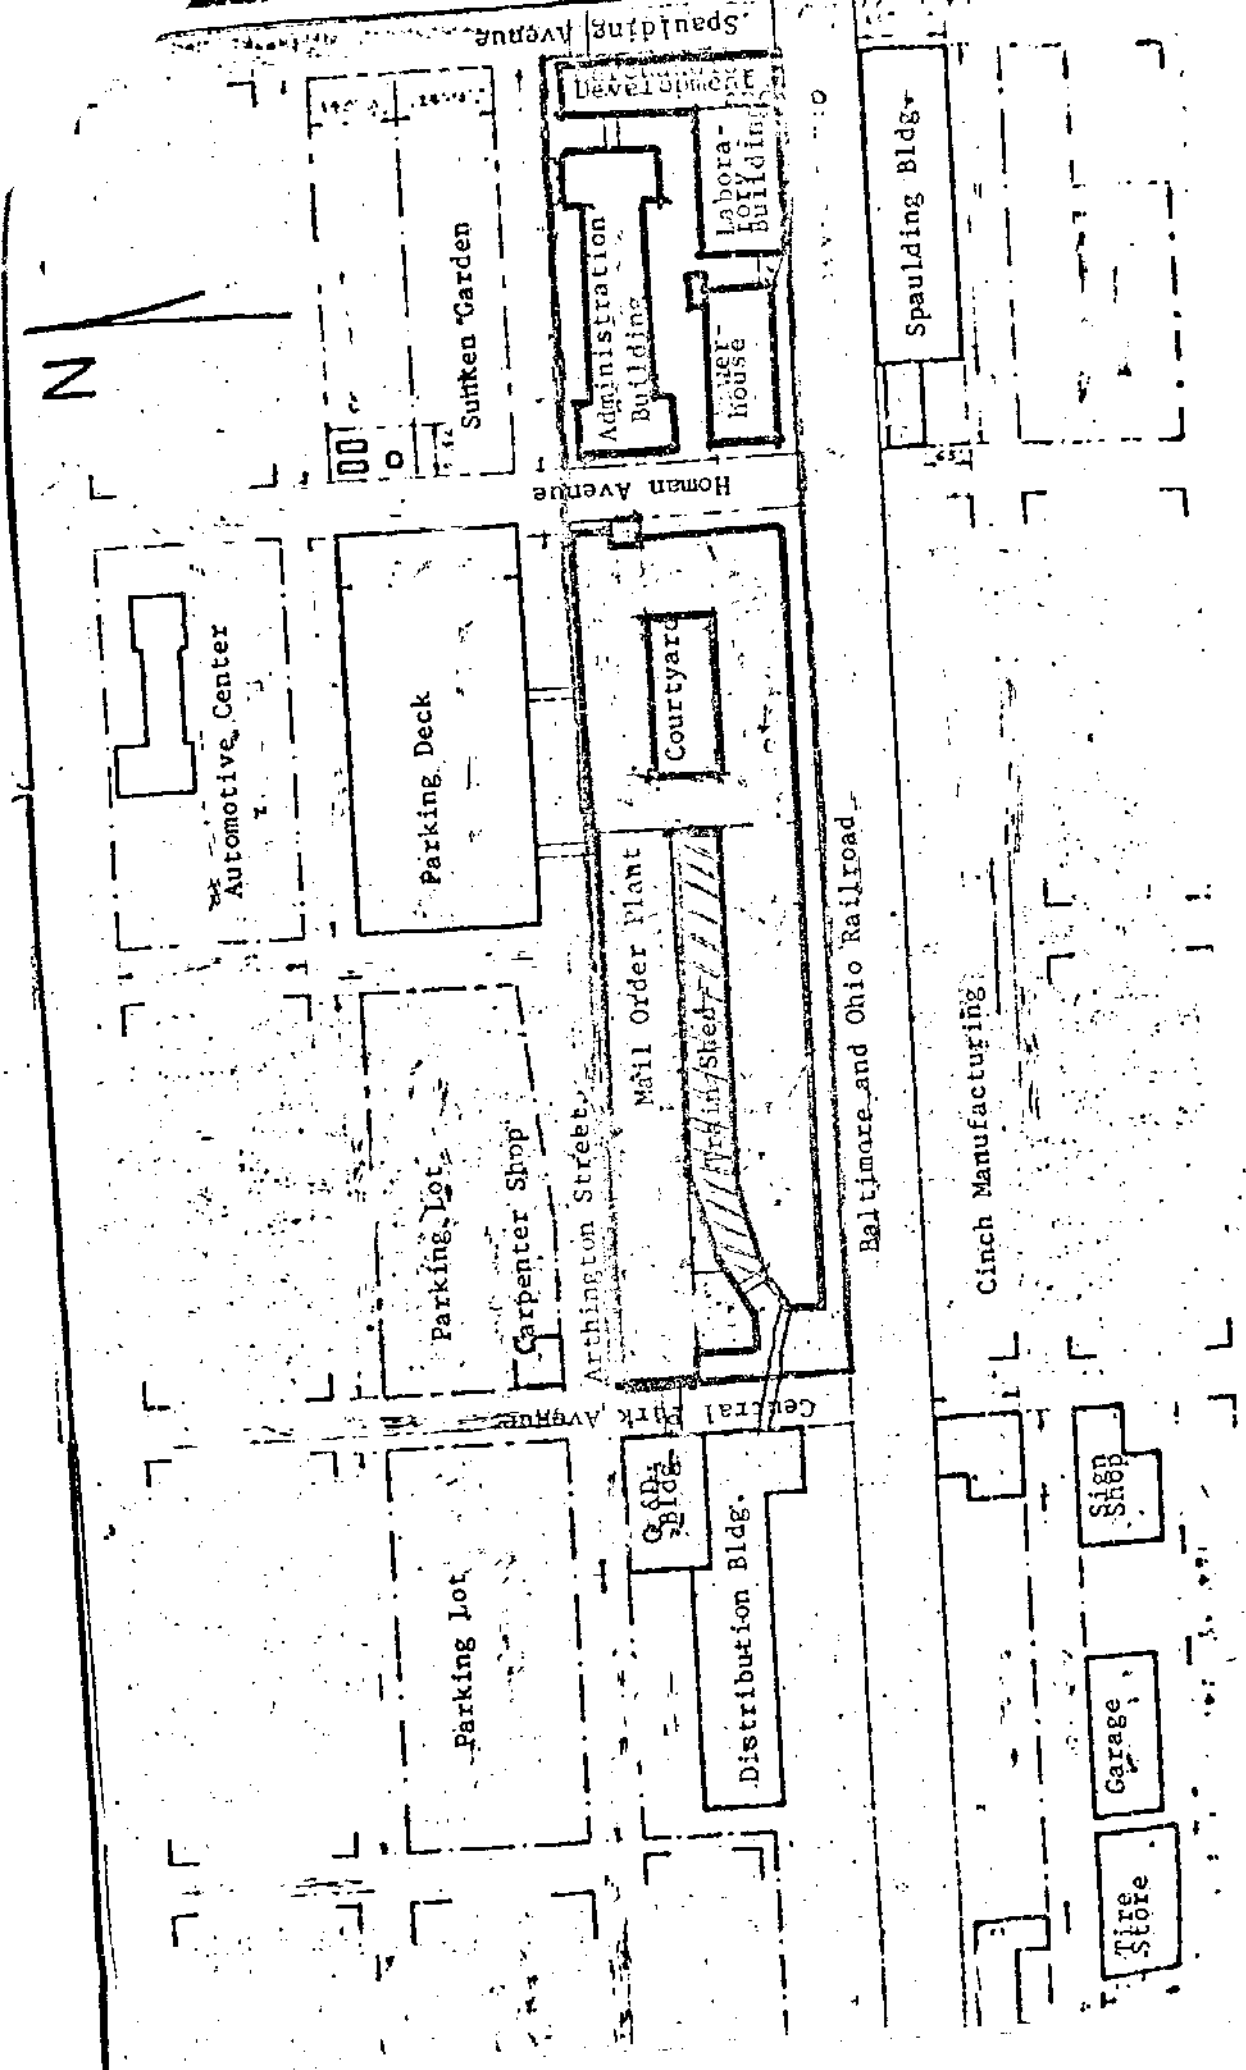 N
Spaulding Avenue
Sunken Garden
Administration
Building
Labora-
tory
Building
house
Spaulding Bldg.
Homan Avenue
Automotive Center
Parking Deck
Courtyard
Mail Order Plant
Train Shed
Baltimore and Ohio Railroad
Cinch Manufacturing
Parking Lot
Carpenter Shop
Arthington Street
Central Park Avenue
Parking Lot
Bldg.
Distribution Bldg.
Sign
Shop
Garage
Tire
Store